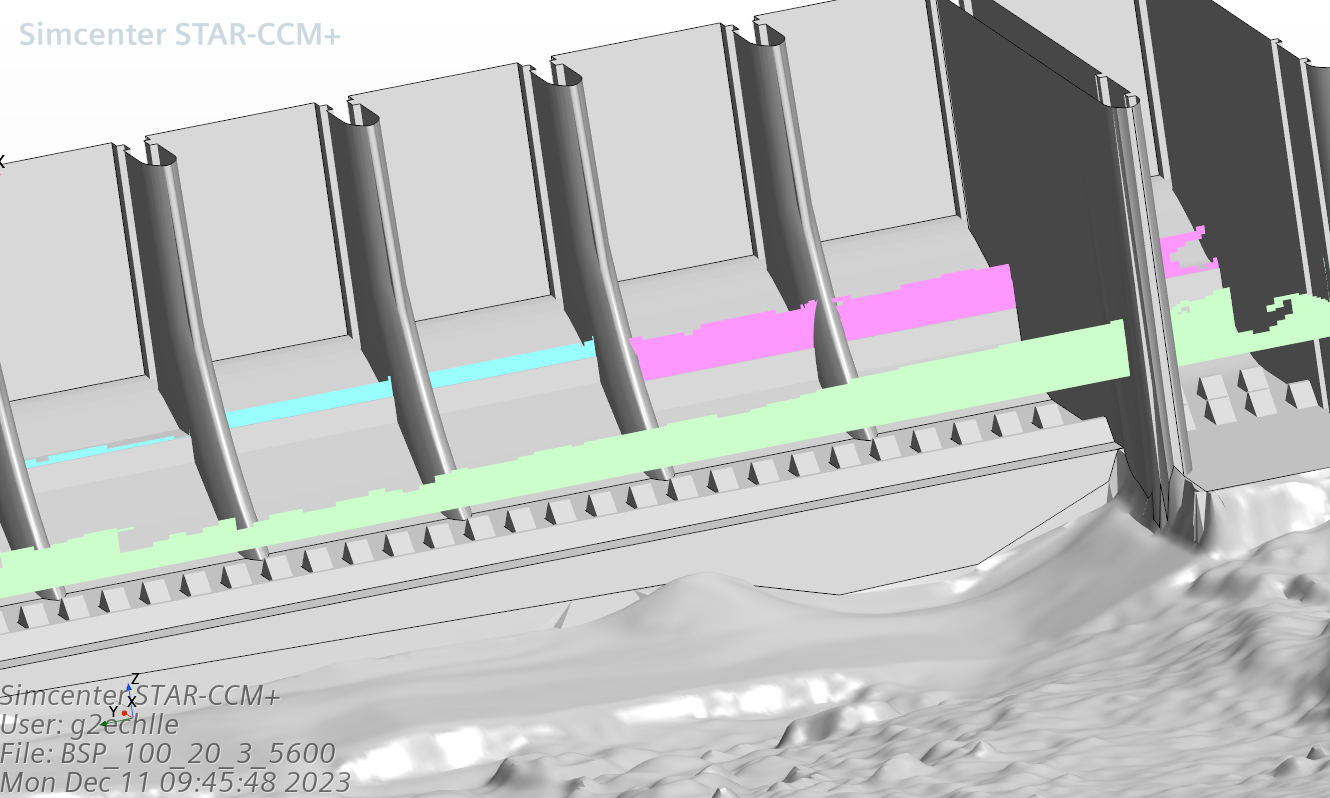 Simcenter STAR-CCM+
X
Z
X
Y
Simcenter STAR-CCM+
User: g2echlle
File: BSP_100_20_3_5600
Mon Dec 11 09:45:48 2023